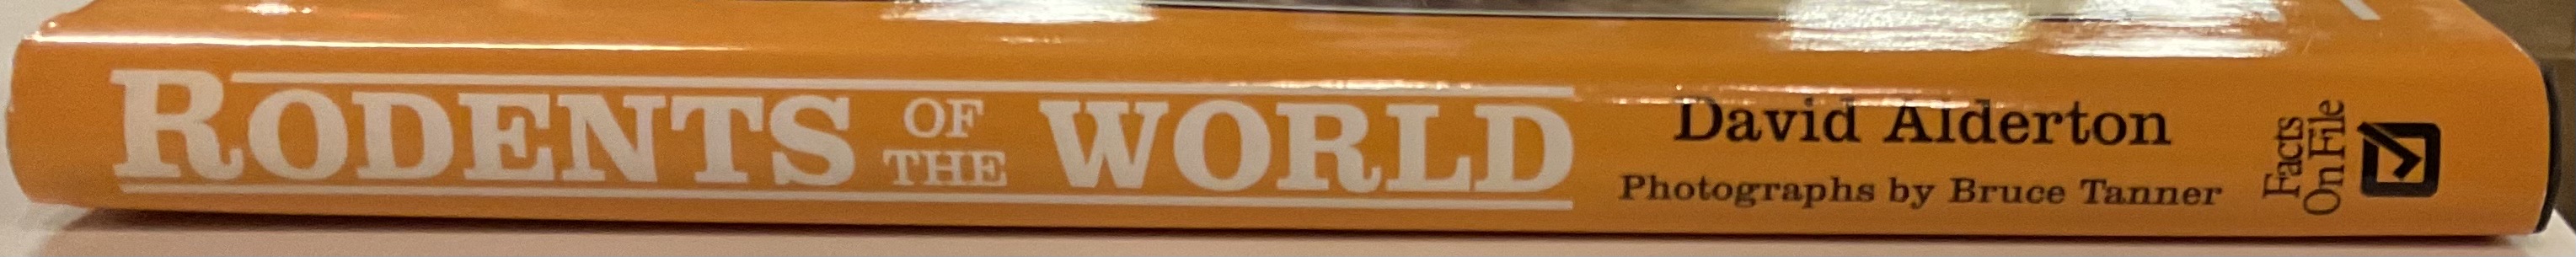 RODENTS OF THE WORLD
David Alderton
Photographs by Bruce Tanner
Facts
On File